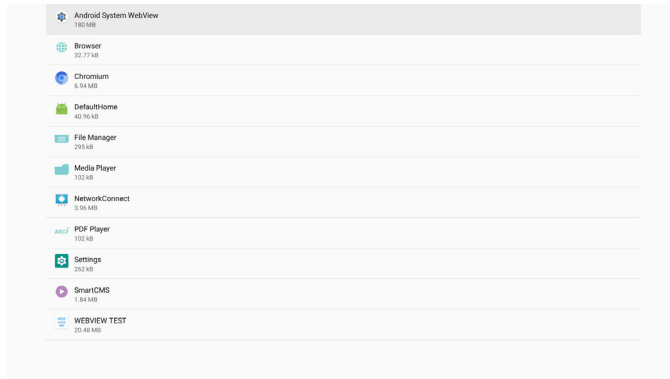 Android System WebView
180 MB
Browser
32.77 kB
Chromium
6.94 MB
DefaultHome
40.96 kB
File Manager
295 kB
Media Player
102 kB
NetworkConnect
3.96 MB
PDF Player
102 kB
Settings
262 kB
SmartCMS
1.84 MB
WEBVIEW TEST
20.48 MB